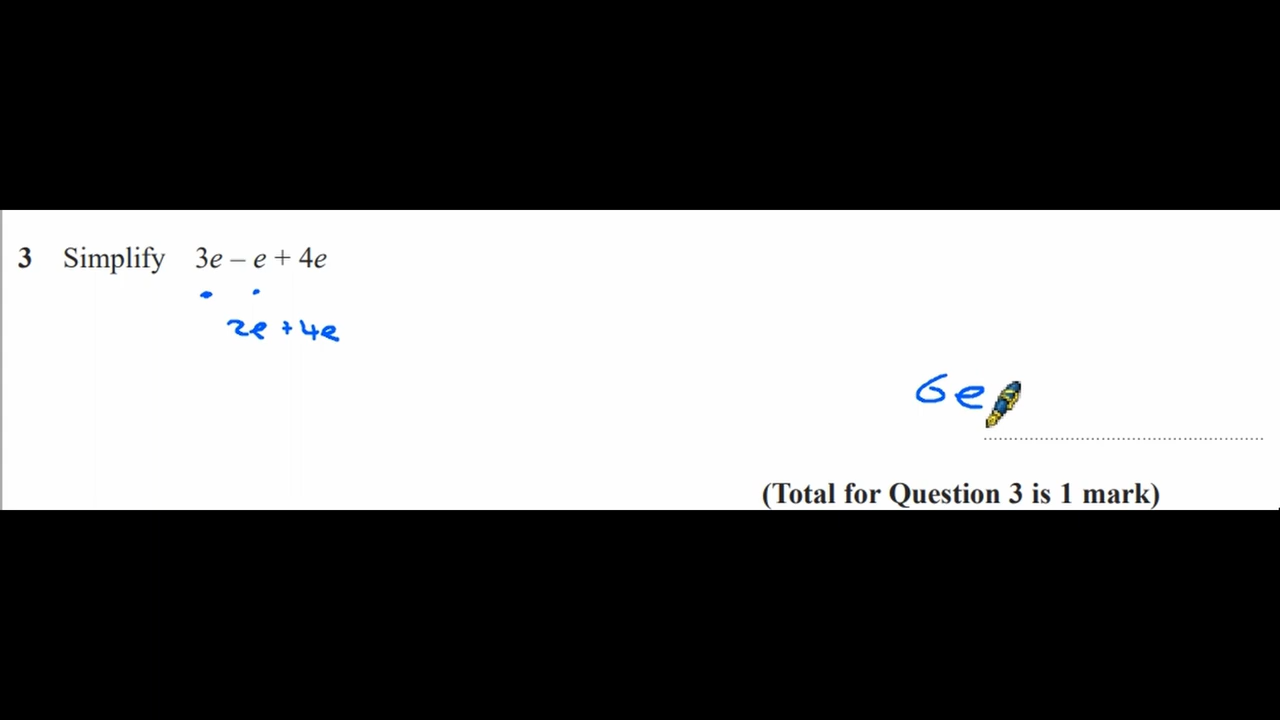 3 Simplify 3e – e + 4e
2e + 4e
6e
(Total for Question 3 is 1 mark)